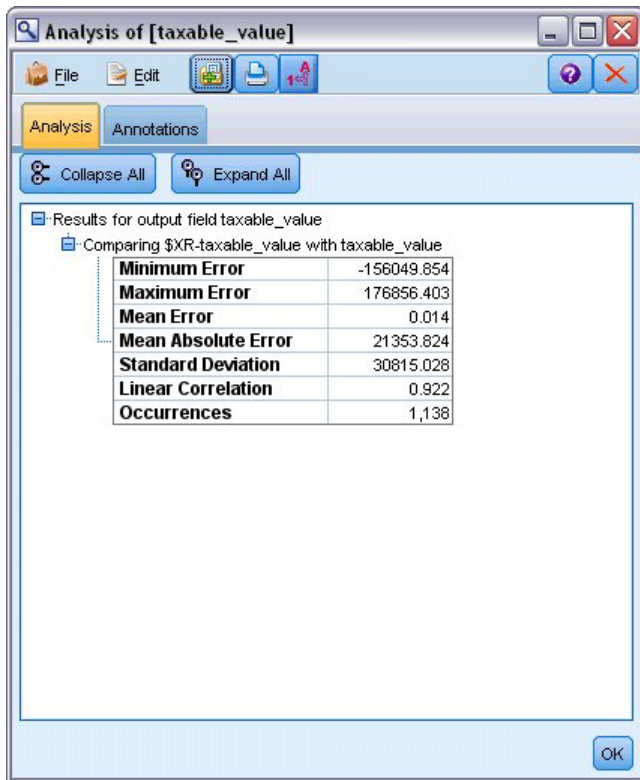 Analysis of [taxable_value]
File Edit
Analysis Annotations
Collapse All Expand All
Results for output field taxable_value
Comparing $XR-taxable_value with taxable_value
Minimum Error -156049.854
Maximum Error 176856.403
Mean Error 0.014
Mean Absolute Error 21353.824
Standard Deviation 30815.028
Linear Correlation 0.922
Occurrences 1,138
OK